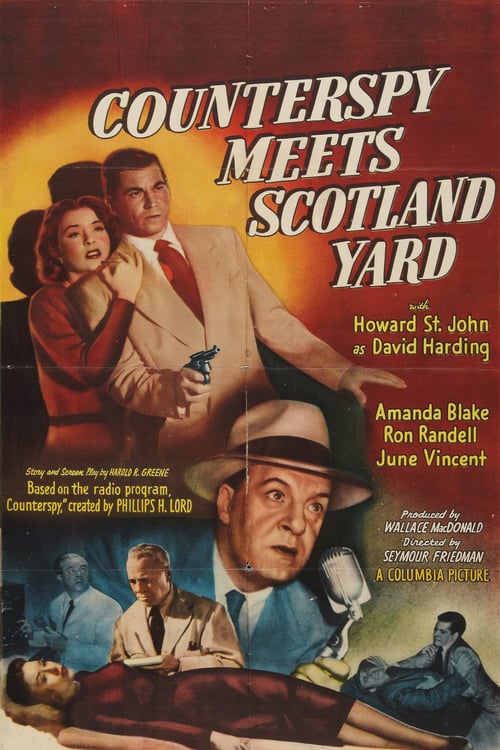 COUNTERSPY
MEETS
SCOTLAND
YARD
with
Howard St. John
as David Harding
Amanda Blake
Ron Randell
June Vincent
Story and Screen Play by HAROLD R. GREENE
Based on the radio program,
Counterspy," created by PHILLIPS H. LORD
Produced by
WALLACE MacDONALD
Directed by
SEYMOUR FRIEDMAN
A COLUMBIA PICTURE